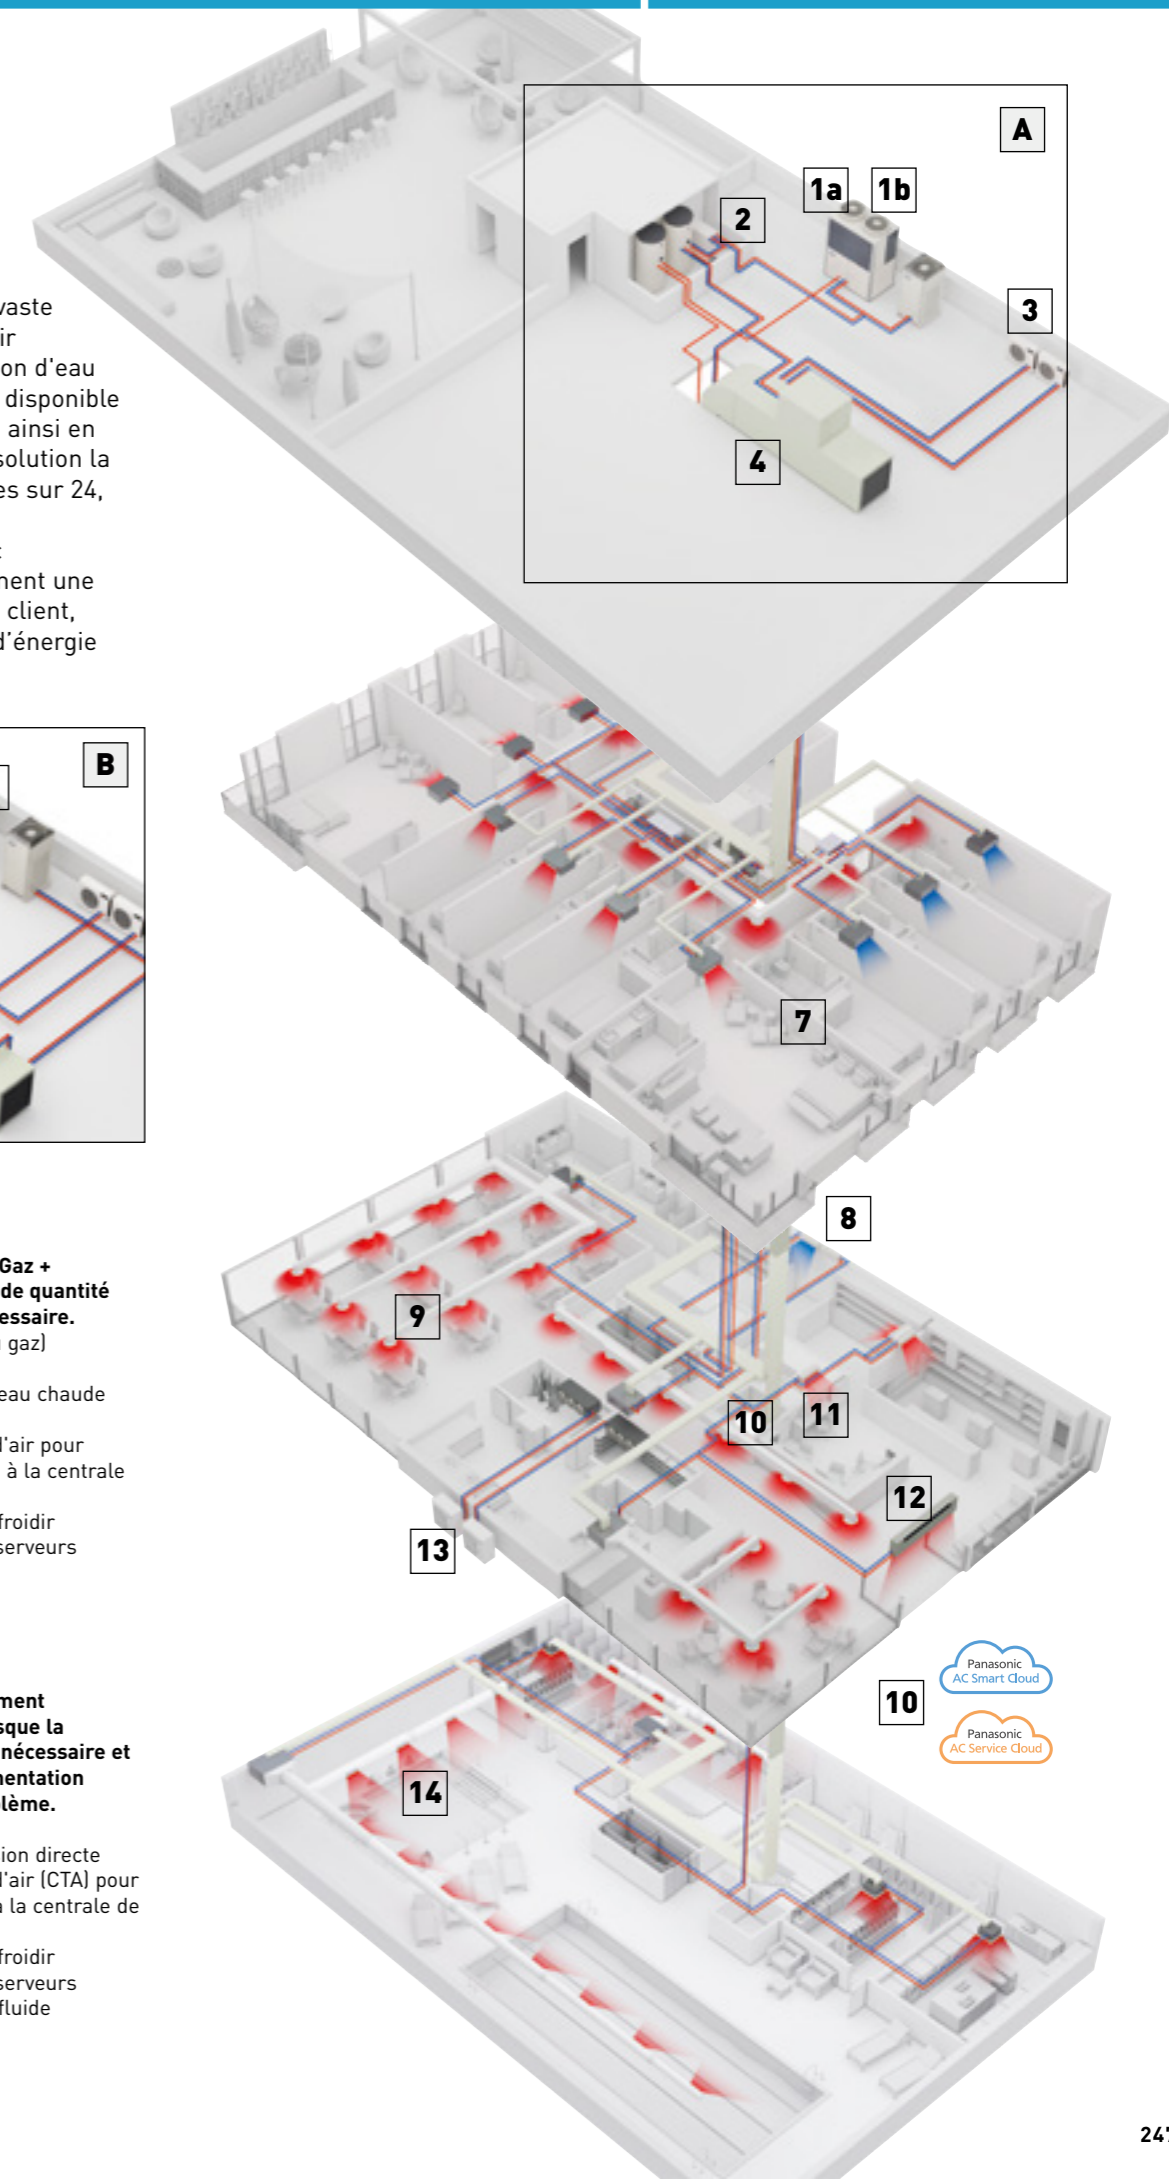 A
1a
1b
2
3
4
vaste
ir
on d'eau
disponible
ainsi en
solution la
es sur 24,
nent une
client,
d'énergie
B
7
8
Gaz +
de quantité
essaire.
gaz)
eau chaude
d'air pour
à la centrale
froidir
serveurs
9
10
11
12
13
ment
sque la
nécessaire et
mentation
blème.
ion directe
d'air (CTA) pour
la centrale de
froidir
serveurs
fluide
10
Panasonic
AC Smart Cloud
Panasonic
AC Service Cloud
14
247